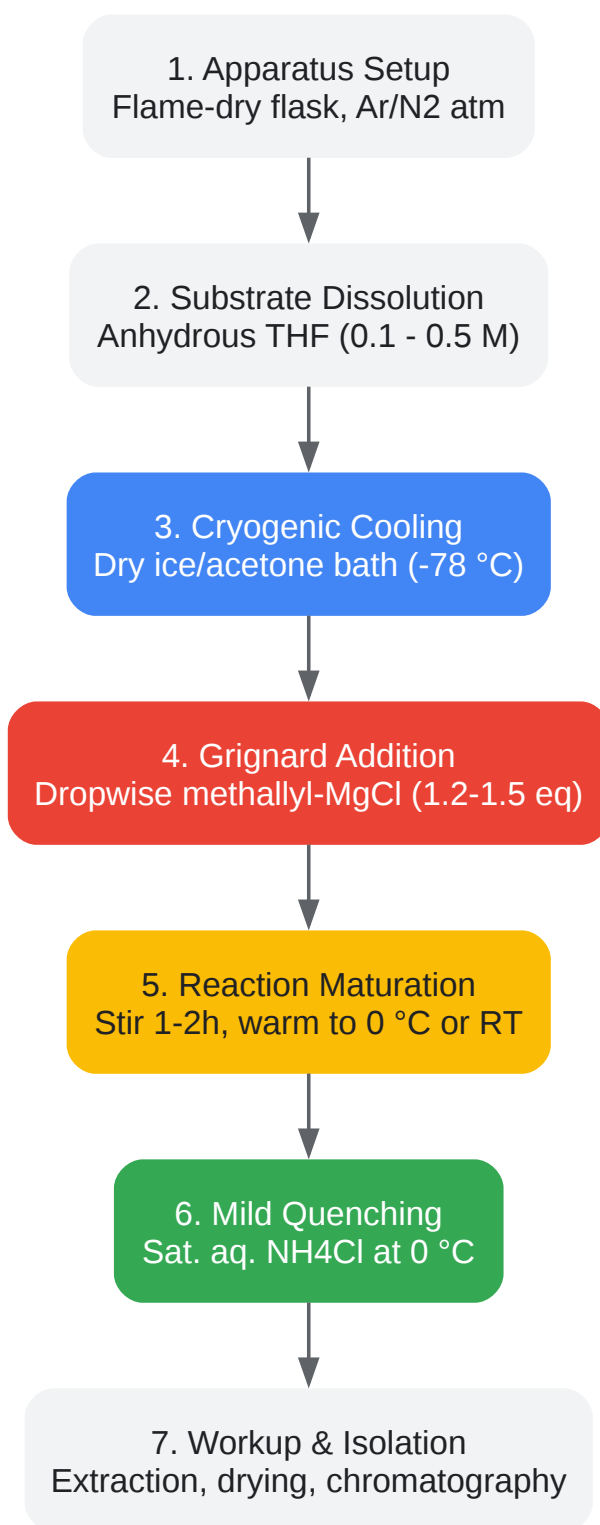 1. Apparatus Setup
Flame-dry flask, Ar/N2 atm
2. Substrate Dissolution
Anhydrous THF (0.1 - 0.5 M)
3. Cryogenic Cooling
Dry ice/acetone bath (-78 °C)
4. Grignard Addition
Dropwise methallyl-MgCl (1.2-1.5 eq)
5. Reaction Maturation
Stir 1-2h, warm to 0 °C or RT
6. Mild Quenching
Sat. aq. NH4Cl at 0 °C
7. Workup & Isolation
Extraction, drying, chromatography